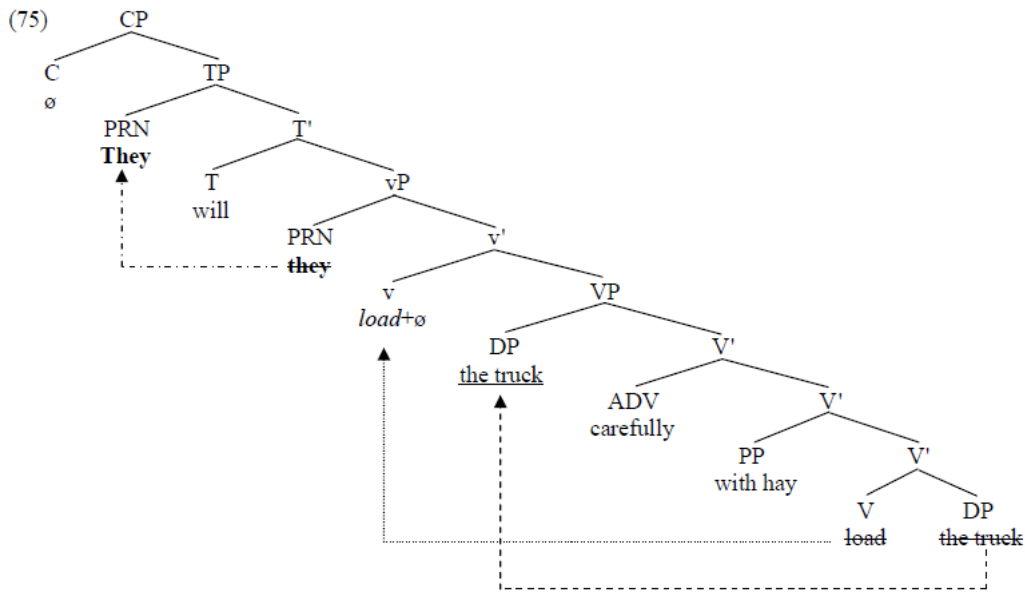 (75) CP
C TP
ø
PRN T'
They
T vP
will
PRN v'
they
v VP
load+ø
DP V'
the truck
ADV V'
carefully
PP V'
with hay
V DP
load the truck